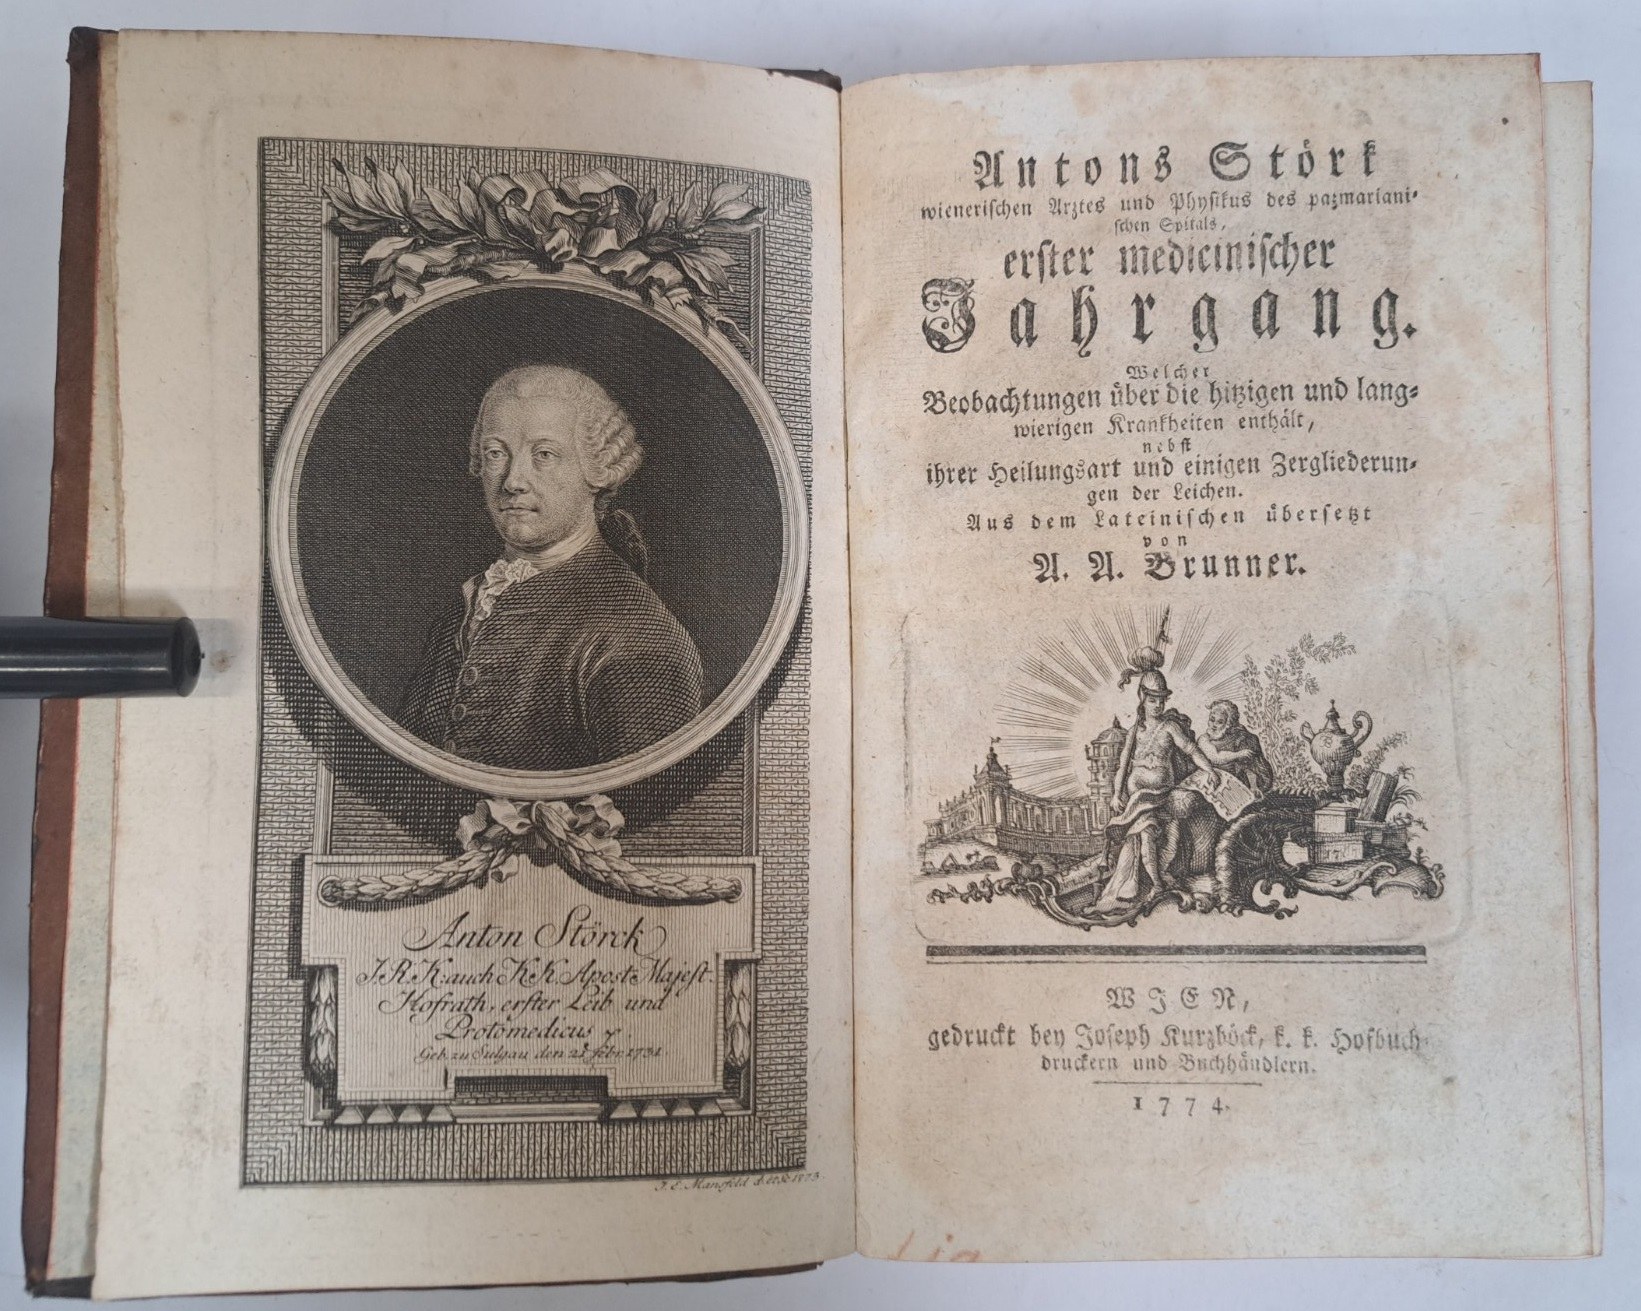 Anton Störck
J. R. K. auch K K Apost. Majest.
Hofrath, erster Leib und
Protomedicus
Geb. zu Sulgau den 21 febr. 1731.
J. E. Mansfeld
Antons Störk
wienerischen Arztes und Physikus des pazmariani-
schen Spitals,
erster medicinischer
Jahrgang.
Welcher
Beobachtungen über die hitzigen und lang-
wierigen Krankheiten enthält,
nebst
ihrer Heilungsart und einigen Zergliederun-
gen der Leichen.
Aus dem Lateinischen übersetzt
von
A. A. Brunner.
WIEN,
gedruckt bey Joseph Kurzböck, k. k. Hofbuch-
druckern und Buchhändlern.
1774.